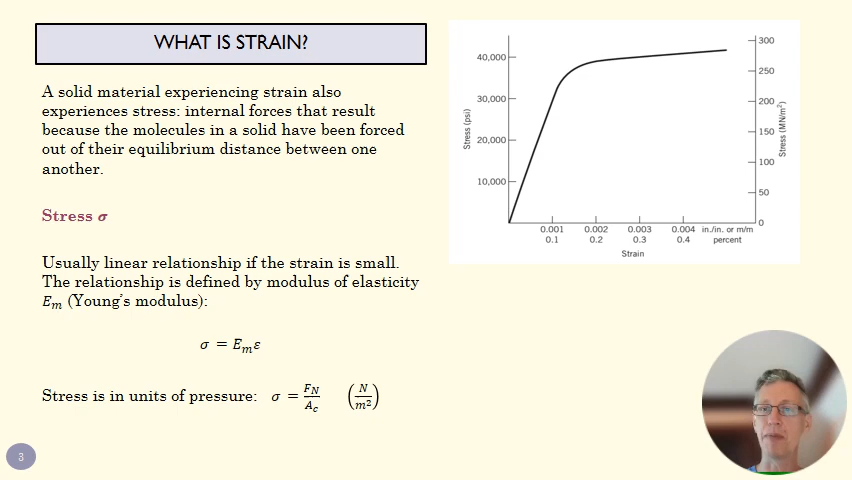 WHAT IS STRAIN?
A solid material experiencing strain also
experiences stress: internal forces that result
because the molecules in a solid have been forced
out of their equilibrium distance between one
another.
Stress σ
Usually linear relationship if the strain is small.
The relationship is defined by modulus of elasticity
Eₘ (Young's modulus):
σ = Eₘε
Stress is in units of pressure: σ = F_N/A_c (N/m²)
3
Stress (psi)
40,000
30,000
20,000
10,000
300
250
200
150
100
50
0
Stress (MN/m²)
0.001 0.002 0.003 0.004 in./in. or m/m
0.1 0.2 0.3 0.4 percent
Strain